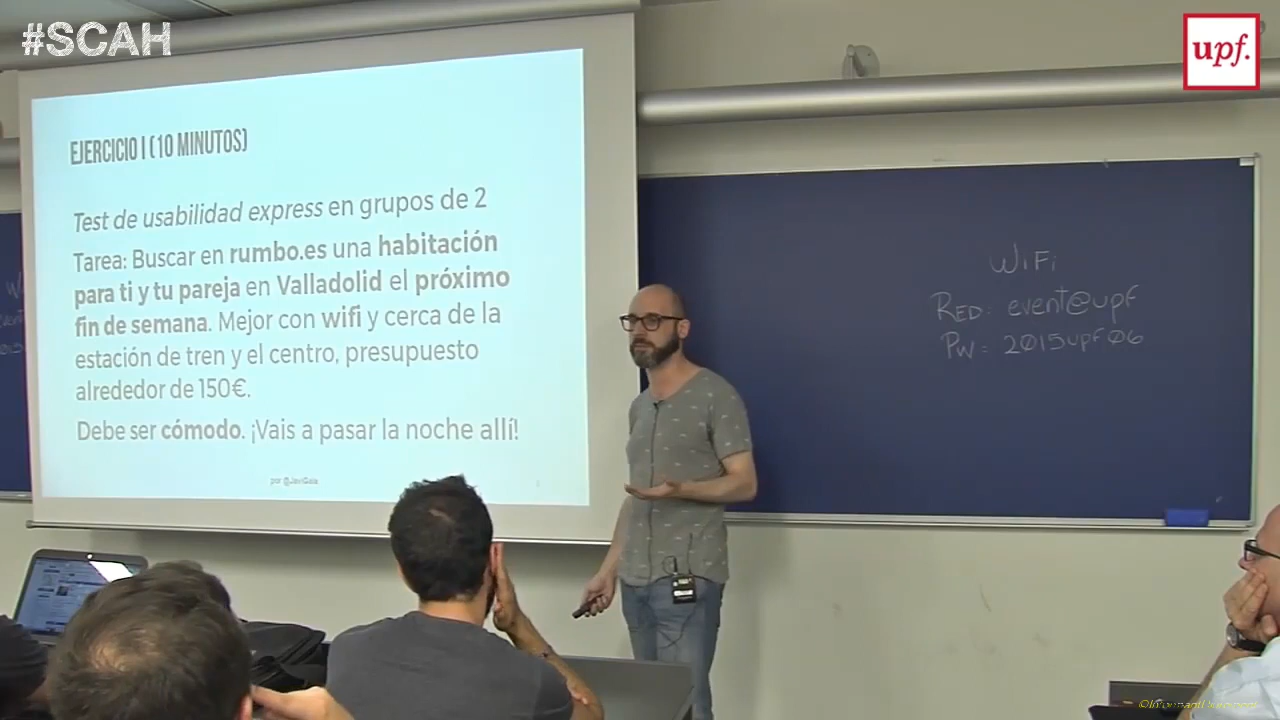 #SCAH
upf.
EJERCICIO I (10 MINUTOS)
Test de usabilidad express en grupos de 2
Tarea: Buscar en rumbo.es una habitación
para ti y tu pareja en Valladolid el próximo
fin de semana. Mejor con wifi y cerca de la
estación de tren y el centro, presupuesto
alrededor de 150€.
Debe ser cómodo. ¡Vais a pasar la noche allí!
por @JaviGaia
WiFi
RED: event@upf
PW: 2015upf06